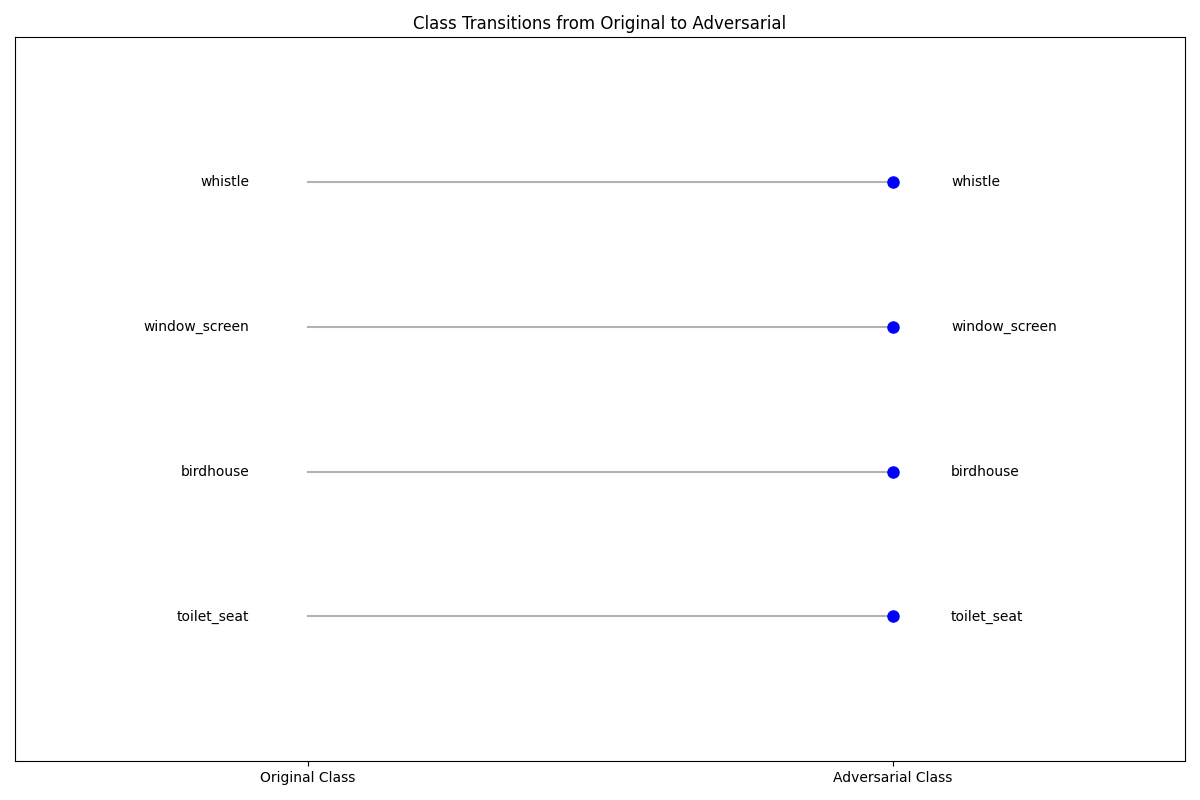 Class Transitions from Original to Adversarial
whistle whistle
window_screen window_screen
birdhouse birdhouse
toilet_seat toilet_seat
Original Class Adversarial Class